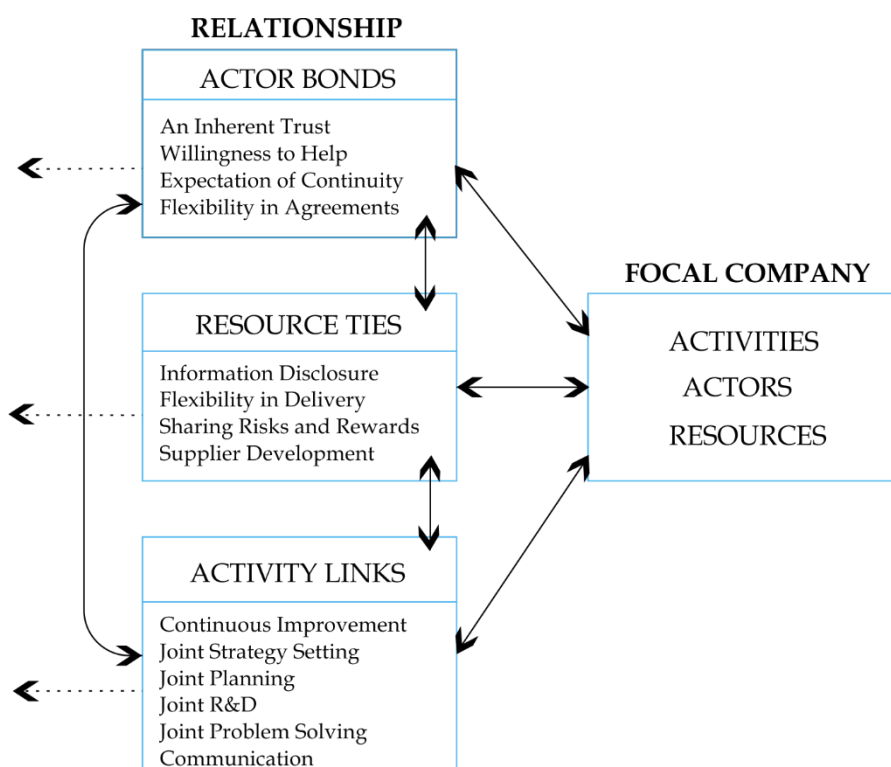 RELATIONSHIP
ACTOR BONDS
An Inherent Trust
Willingness to Help
Expectation of Continuity
Flexibility in Agreements
RESOURCE TIES
Information Disclosure
Flexibility in Delivery
Sharing Risks and Rewards
Supplier Development
ACTIVITY LINKS
Continuous Improvement
Joint Strategy Setting
Joint Planning
Joint R&D
Joint Problem Solving
Communication
FOCAL COMPANY
ACTIVITIES
ACTORS
RESOURCES